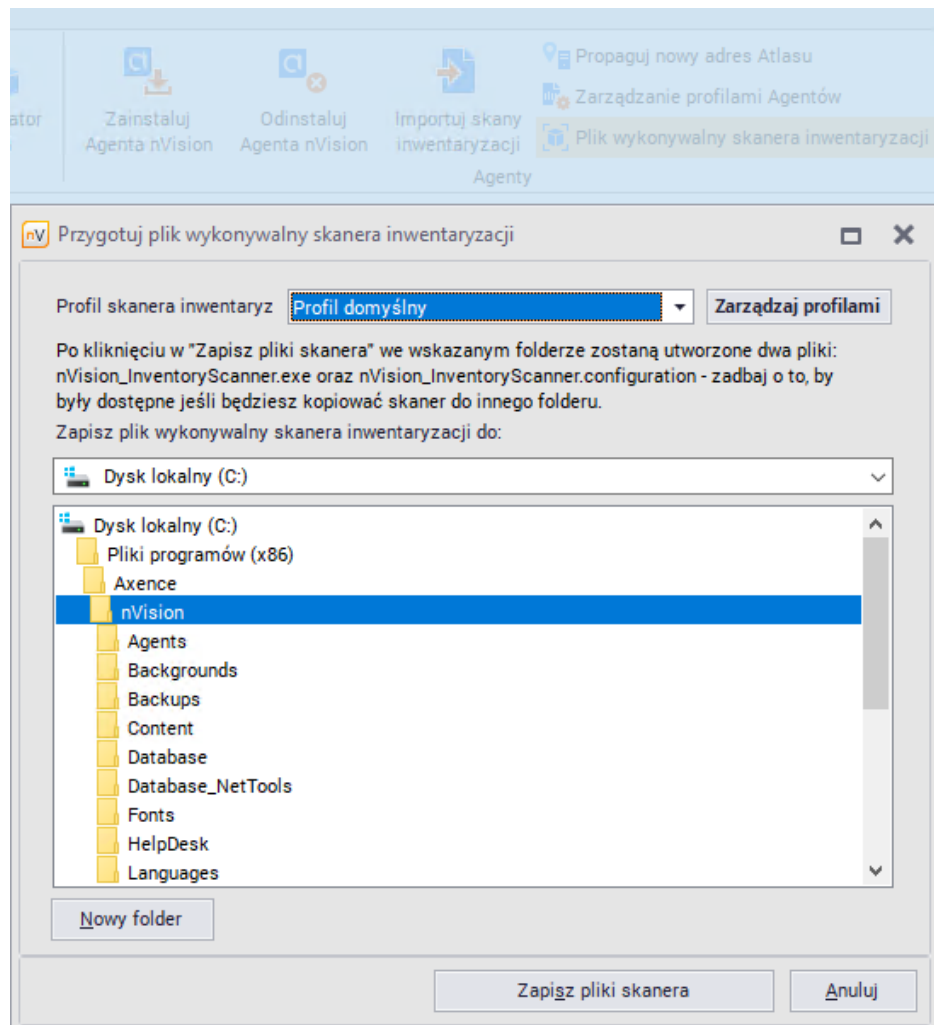 Propaguj nowy adres Atlasu
Zarządzanie profilami Agentów
Plik wykonywalny skanera inwentaryzacji
ator
Zainstaluj
Agenta nVision
Odinstaluj
Agenta nVision
Importuj skany
inwentaryzacji
Agenty
nV Przygotuj plik wykonywalny skanera inwentaryzacji
Profil skanera inwentaryz Profil domyślny Zarządzaj profilami
Po kliknięciu w "Zapisz pliki skanera" we wskazanym folderze zostaną utworzone dwa pliki:
nVision_InventoryScanner.exe oraz nVision_InventoryScanner.configuration - zadbaj o to, by
były dostępne jeśli będziesz kopiować skaner do innego folderu.
Zapisz plik wykonywalny skanera inwentaryzacji do:
Dysk lokalny (C:)
Dysk lokalny (C:)
Pliki programów (x86)
Axence
nVision
Agents
Backgrounds
Backups
Content
Database
Database_NetTools
Fonts
HelpDesk
Languages
Nowy folder
Zapisz pliki skanera Anuluj